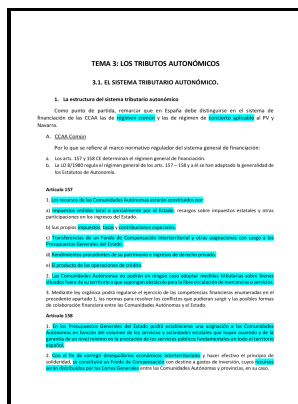 TEMA 3: LOS TRIBUTOS AUTONÓMICOS
3.1. EL SISTEMA TRIBUTARIO AUTONÓMICO.
1. La estructura del sistema tributario autonómico
Como punto de partida, remarcar que en España debe distinguirse en el sistema de
financiación de las CCAA las de régimen común y las de régimen de concierto aplicable al PV y
Navarra.
A. CCAA Común
Por lo que se refiere al marco normativo regulador del sistema general de financiación:
a. Los arts. 157 y 158 CE determinan el régimen general de financiación.
b. La LO 8/1980 regula el régimen general de los arts. 157 – 158 y a él se han adaptado la generalidad de
los Estatutos de Autonomía.
Artículo 157
1. Los recursos de las Comunidades Autónomas estarán constituidos por:
a) Impuestos cedidos total o parcialmente por el Estado; recargos sobre impuestos estatales y otras
participaciones en los ingresos del Estado.
b) Sus propios impuestos, tasas y contribuciones especiales.
c) Transferencias de un Fondo de Compensación interterritorial y otras asignaciones con cargo a los
Presupuestos Generales del Estado.
d) Rendimientos procedentes de su patrimonio e ingresos de derecho privado.
e) El producto de las operaciones de crédito.
2. Las Comunidades Autónomas no podrán en ningún caso adoptar medidas tributarias sobre bienes
situados fuera de su territorio o que supongan obstáculo para la libre circulación de mercancías o servicios.
3. Mediante ley orgánica podrá regularse el ejercicio de las competencias financieras enumeradas en el
precedente apartado 1, las normas para resolver los conflictos que pudieran surgir y las posibles formas
de colaboración financiera entre las Comunidades Autónomas y el Estado.
Artículo 158
1. En los Presupuestos Generales del Estado podrá establecerse una asignación a las Comunidades
Autónomas en función del volumen de los servicios y actividades estatales que hayan asumido y de la
garantía de un nivel mínimo en la prestación de los servicios públicos fundamentales en todo el territorio
español.
2. Con el fin de corregir desequilibrios económicos interterritoriales y hacer efectivo el principio de
solidaridad, se constituirá un Fondo de Compensación con destino a gastos de inversión, cuyos recursos
serán distribuidos por las Cortes Generales entre las Comunidades Autónomas y provincias, en su caso.